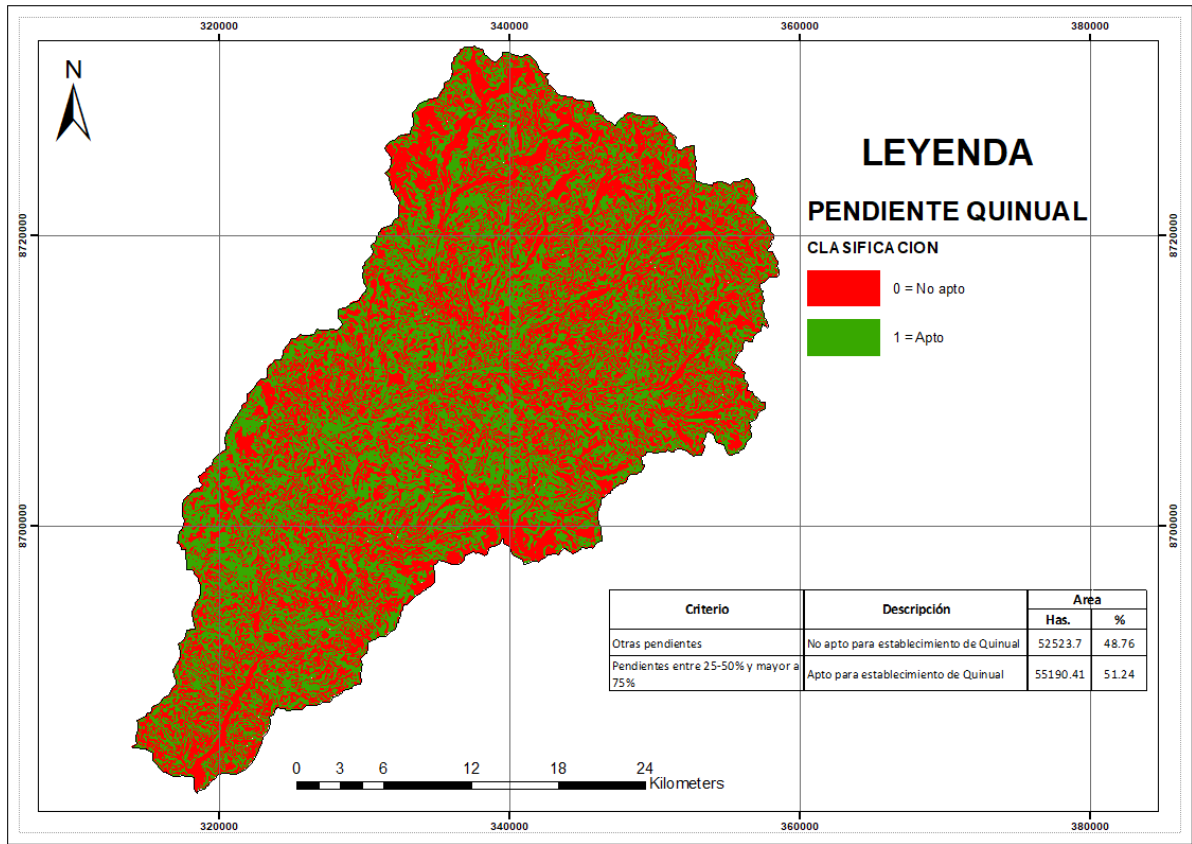 320000 340000 360000 380000
N
LEYENDA
PENDIENTE QUINUAL
CLASIFICACION
0 = No apto
1 = Apto
8720000 8720000
8700000 8700000
Criterio Descripción Area
Has. %
Otras pendientes No apto para establecimiento de Quinual 52523.7 48.76
Pendientes entre 25-50% y mayor a
75% Apto para establecimiento de Quinual 55190.41 51.24
0 3 6 12 18 24
Kilometers
320000 340000 360000 380000